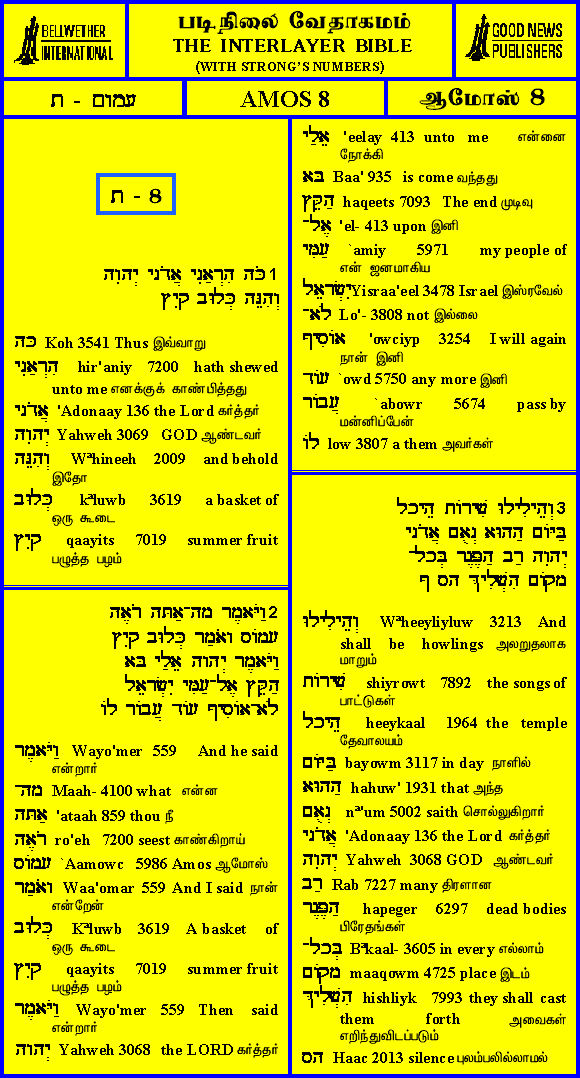 BELLWETHER
INTERNATIONAL
படிநிலை வேதாகமம்
THE INTERLAYER BIBLE
(WITH STRONG'S NUMBERS)
GOOD NEWS
PUBLISHERS
עמוס - ת
AMOS 8
ஆமோஸ் 8
8 - ת
1 כֹּה הִרְאַנִי אֲדֹנָי יְהוִה
וְהִנֵּה כְּלוּב קָיִץ
כֹּה Koh 3541 Thus இவ்வாறு
הִרְאַנִי hir'aniy 7200 hath shewed
unto me எனக்குக் காண்பித்தது
אֲדֹנָי 'Adonaay 136 the Lord கர்த்தர்
יְהוִה Yahweh 3069 GOD ஆண்டவர்
וְהִנֵּה Wªhineeh 2009 and behold
இதோ
כְּלוּב kªluwb 3619 a basket of
ஒரு கூடை
קָיִץ qaayits 7019 summer fruit
பழுத்த பழம்
2 וַיֹּאמֶר מָה־אַתָּה רֹאֶה
עָמוֹס וָאֹמַר כְּלוּב קָיִץ
וַיֹּאמֶר יְהוָה אֵלַי בָּא
הַקֵּץ אֶל־עַמִּי יִשְׂרָאֵל
לֹא־אוֹסִיף עוֹד עֲבוֹר לוֹ
וַיֹּאמֶר Wayo'mer 559 And he said
என்றார்
מָה־ Maah- 4100 what என்ன
אַתָּה 'ataah 859 thou நீ
רֹאֶה ro'eh 7200 seest காண்கிறாய்
עָמוֹס `Aamowc 5986 Amos ஆமோஸ்
וָאֹמַר Waa'omar 559 And I said நான்
என்றேன்
כְּלוּב Kªluwb 3619 A basket of
ஒரு கூடை
קָיִץ qaayits 7019 summer fruit
பழுத்த பழம்
וַיֹּאמֶר Wayo'mer 559 Then said
என்றார்
יְהוָה Yahweh 3068 the LORD கர்த்தர்
אֵלַי 'eelay 413 unto me என்னை
நோக்கி
בָּא Baa' 935 is come வந்தது
הַקֵּץ haqeets 7093 The end முடிவு
אֶל־ 'el- 413 upon இனி
עַמִּי `amiy 5971 my people of
என் ஜனமாகிய
יִשְׂרָאֵל Yisraa'eel 3478 Israel இஸ்ரவேல்
לֹא־ Lo'- 3808 not இல்லை
אוֹסִיף 'owciyp 3254 I will again
நான் இனி
עוֹד `owd 5750 any more இனி
עֲבוֹר `abowr 5674 pass by
மன்னிப்பேன்
לוֹ low 3807 a them அவர்கள்
3 וְהֵילִילוּ שִׁירוֹת הֵיכָל
בַּיּוֹם הַהוּא נְאֻם אֲדֹנָי
יְהוִה רַב הַפֶּגֶר בְּכָל־
מָקוֹם הִשְׁלִיךְ הָס ף
וְהֵילִילוּ Wªheeyliyluw 3213 And
shall be howlings அலறுதலாக
மாறும்
שִׁירוֹת shiyrowt 7892 the songs of
பாட்டுகள்
הֵיכָל heeykaal 1964 the temple
தேவாலயம்
בַּיּוֹם bayowm 3117 in day நாளில்
הַהוּא hahuw' 1931 that அந்த
נְאֻם nª'um 5002 saith சொல்லுகிறார்
אֲדֹנָי 'Adonaay 136 the Lord கர்த்தர்
יְהוִה Yahweh 3068 GOD ஆண்டவர்
רַב Rab 7227 many திரளான
הַפֶּגֶר hapeger 6297 dead bodies
பிரேதங்கள்
בְּכָל־ Bªkaal- 3605 in every எல்லாம்
מָקוֹם maaqowm 4725 place இடம்
הִשְׁלִיךְ hishliyk 7993 they shall cast
them forth அவைகள்
எறிந்துவிடப்படும்
הָס Haac 2013 silence புலம்பலில்லாமல்